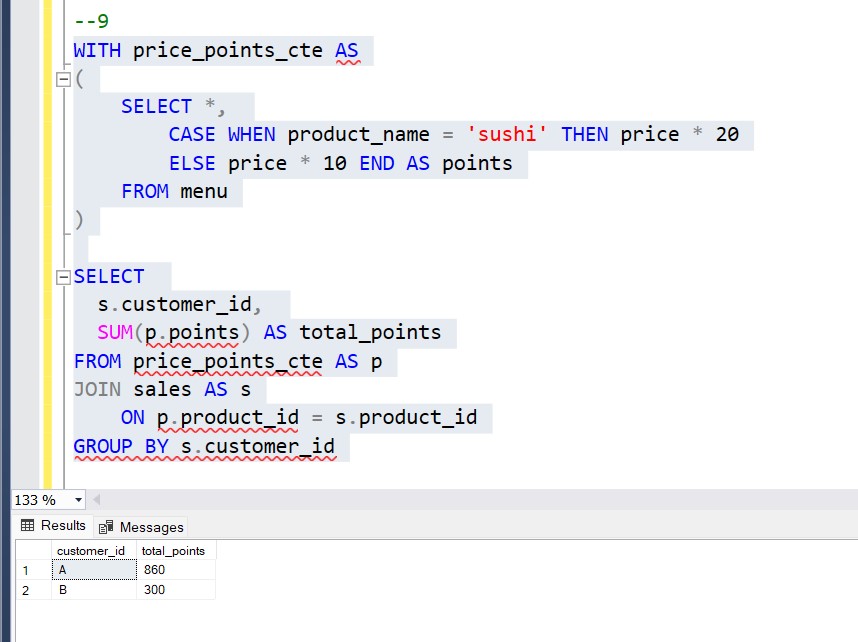 --9
WITH price_points_cte AS
(
SELECT *,
CASE WHEN product_name = 'sushi' THEN price * 20
ELSE price * 10 END AS points
FROM menu
)
SELECT
s.customer_id,
SUM(p.points) AS total_points
FROM price_points_cte AS p
JOIN sales AS s
ON p.product_id = s.product_id
GROUP BY s.customer_id
133 %
Results Messages
customer_id total_points
1 A 860
2 B 300